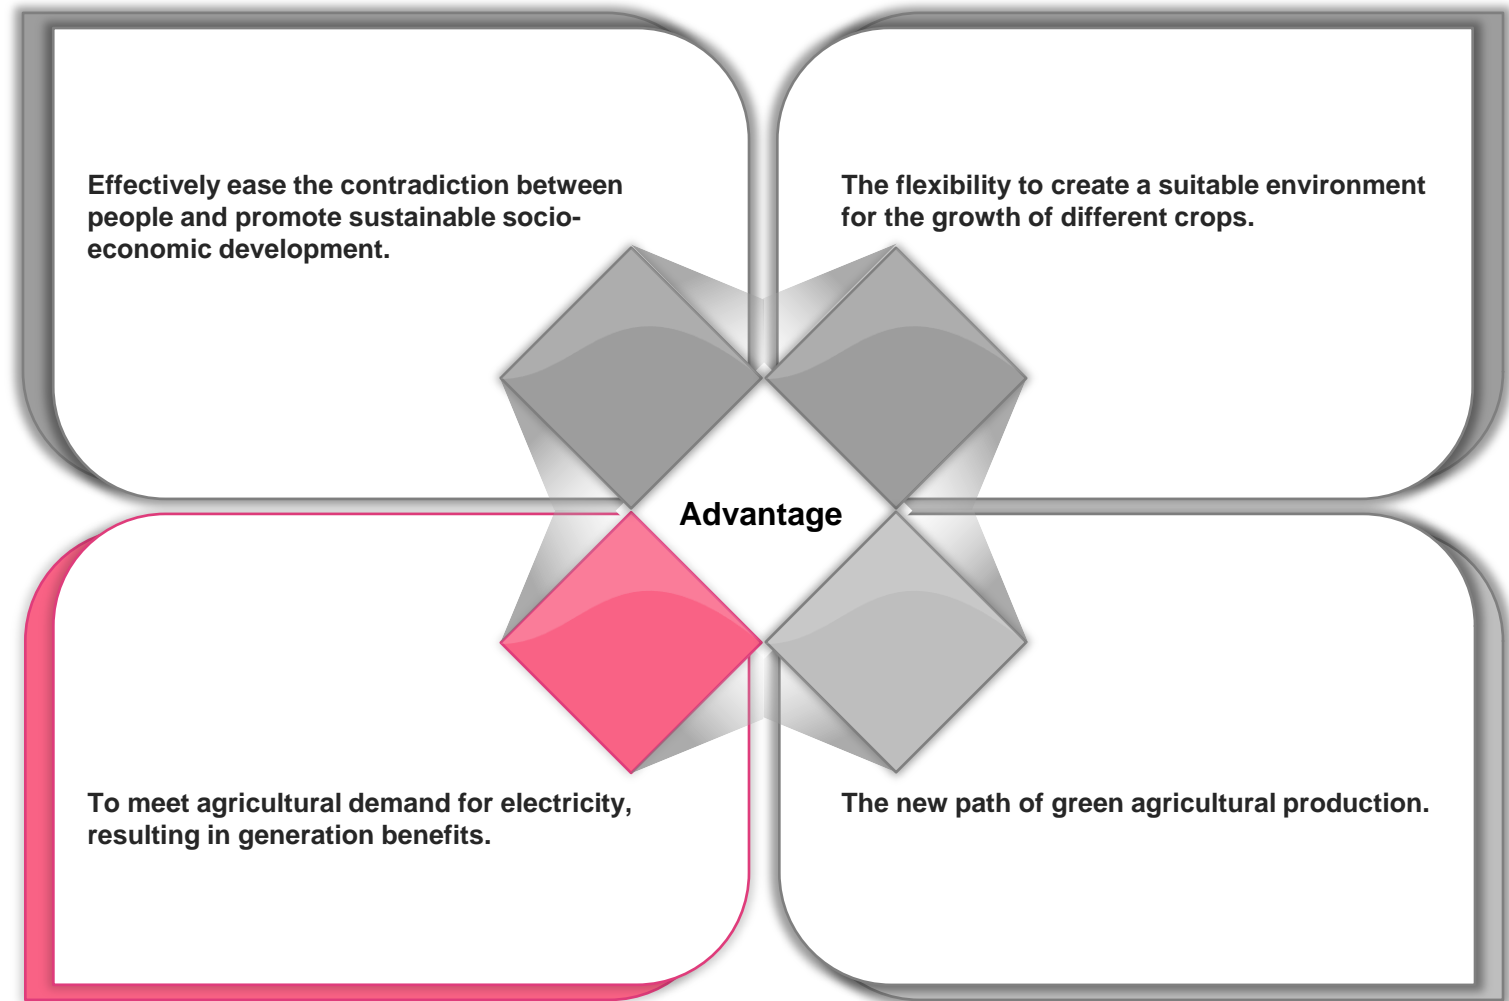 Effectively ease the contradiction between
people and promote sustainable socio-
economic development.
The flexibility to create a suitable environment
for the growth of different crops.
Advantage
To meet agricultural demand for electricity,
resulting in generation benefits.
The new path of green agricultural production.